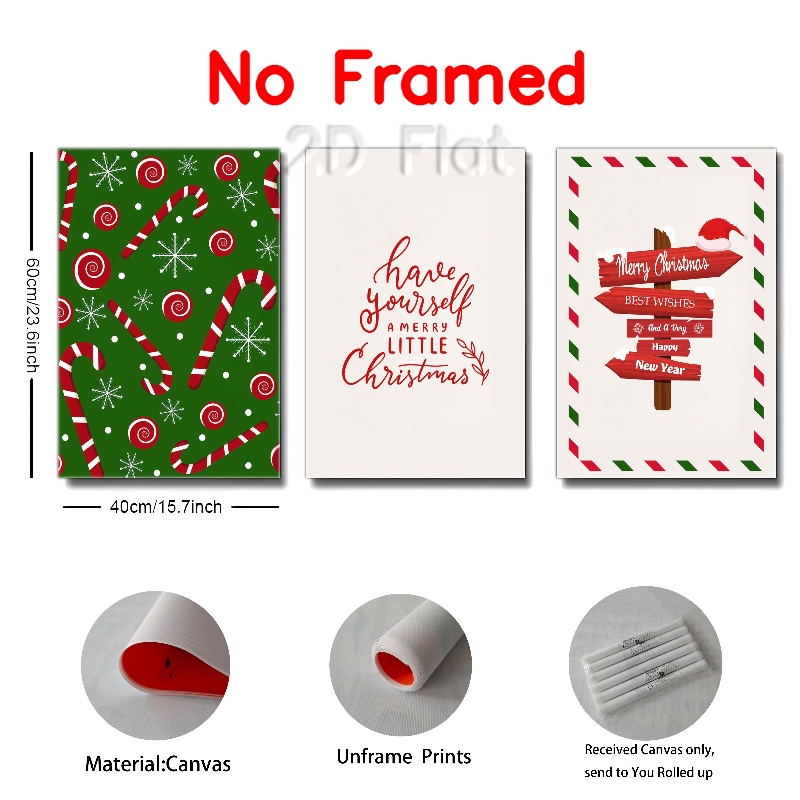 No Framed
2D Flat
60cm/23.6inch
have
yourself
A MERRY
LITTLE
Christmas
Merry Christmas
BEST WISHES
And A Very
Happy
New Year
40cm/15.7inch
Material:Canvas
Unframe Prints
Received Canvas only,
send to You Rolled up